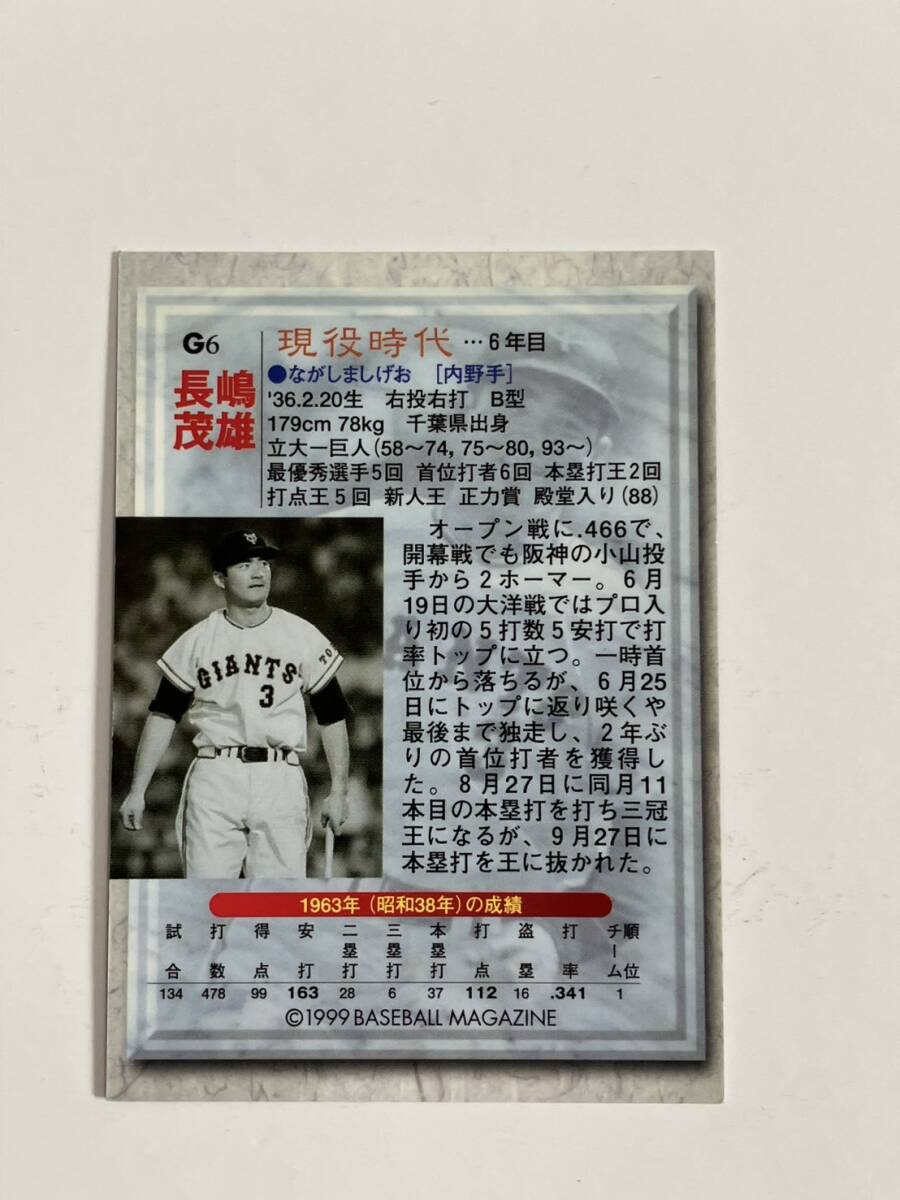 G6
長嶋
茂雄
現役時代…6年目
●ながしましげお [内野手]
'36.2.20生 右投右打 B型
179cm 78kg 千葉県出身
立大―巨人(58〜74, 75〜80, 93〜)
最優秀選手5回 首位打者6回 本塁打王2回
打点王5回 新人王 正力賞 殿堂入り(88)
オープン戦に.466で、
開幕戦でも阪神の小山投
手から2ホーマー。6月
19日の大洋戦ではプロ入
り初の5打数5安打で打
率トップに立つ。一時首
位から落ちるが、6月25
日にトップに返り咲くや
最後まで独走し、2年ぶ
りの首位打者を獲得し
た。8月27日に同月11
本目の本塁打を打ち三冠
王になるが、9月27日に
本塁打を王に抜かれた。
GIANTS TO
3
1963年(昭和38年)の成績
試合 打数 得点 安打 二塁打 三塁打 本塁打 打点 盗塁 打率 チーム順位
134 478 99 163 28 6 37 112 16 .341 1
©1999 BASEBALL MAGAZINE